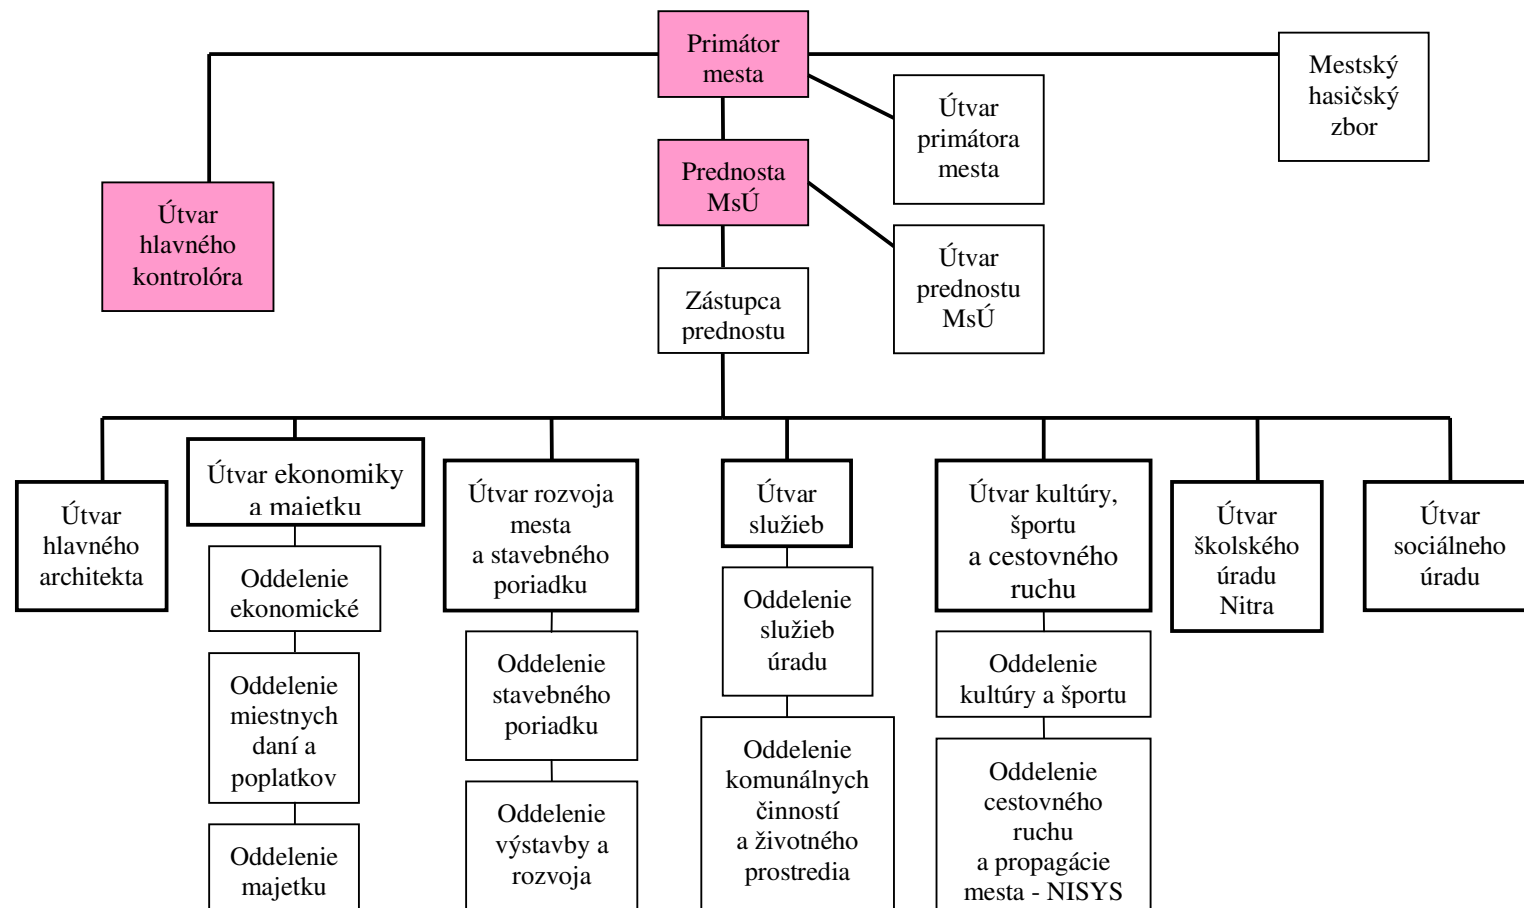 Primátor
mesta
Mestský
hasičský
zbor
Útvar
primátora
mesta
Prednosta
MsÚ
Útvar
hlavného
kontrolóra
Útvar
prednostu
MsÚ
Zástupca
prednostu
Útvar
hlavného
architekta
Útvar ekonomiky
a majetku
Oddelenie
ekonomické
Oddelenie
miestnych
daní a
poplatkov
Oddelenie
majetku
Útvar rozvoja
mesta
a stavebného
poriadku
Oddelenie
stavebného
poriadku
Oddelenie
výstavby a
rozvoja
Útvar
služieb
Oddelenie
služieb
úradu
Oddelenie
komunálnych
činností
a životného
prostredia
Útvar kultúry,
športu
a cestovného
ruchu
Oddelenie
kultúry a športu
Oddelenie
cestovného
ruchu
a propagácie
mesta - NISYS
Útvar
školského
úradu
Nitra
Útvar
sociálneho
úradu